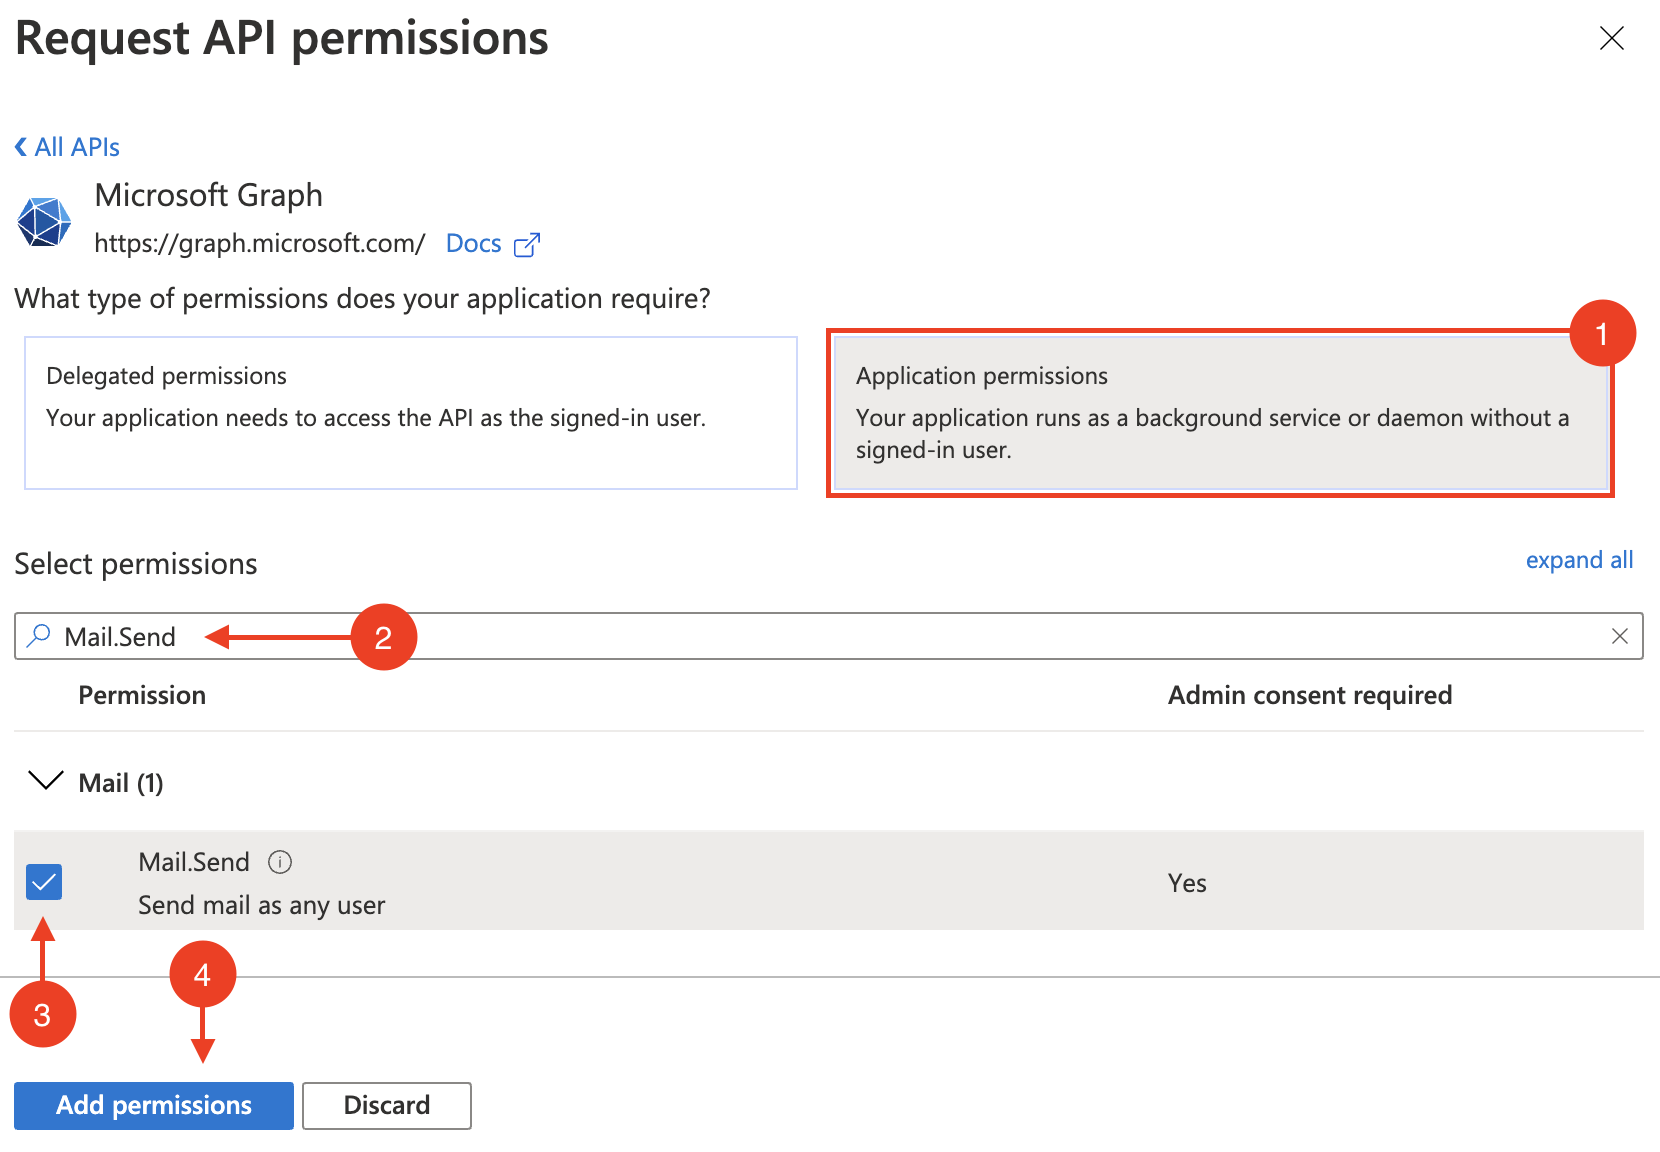 Request API permissions
All APIs
Microsoft Graph
https://graph.microsoft.com/ Docs
What type of permissions does your application require?
Delegated permissions
Your application needs to access the API as the signed-in user.
1
Application permissions
Your application runs as a background service or daemon without a
signed-in user.
Select permissions
expand all
Mail.Send 2
Permission Admin consent required
Mail (1)
Mail.Send
Send mail as any user
Yes
3
4
Add permissions Discard